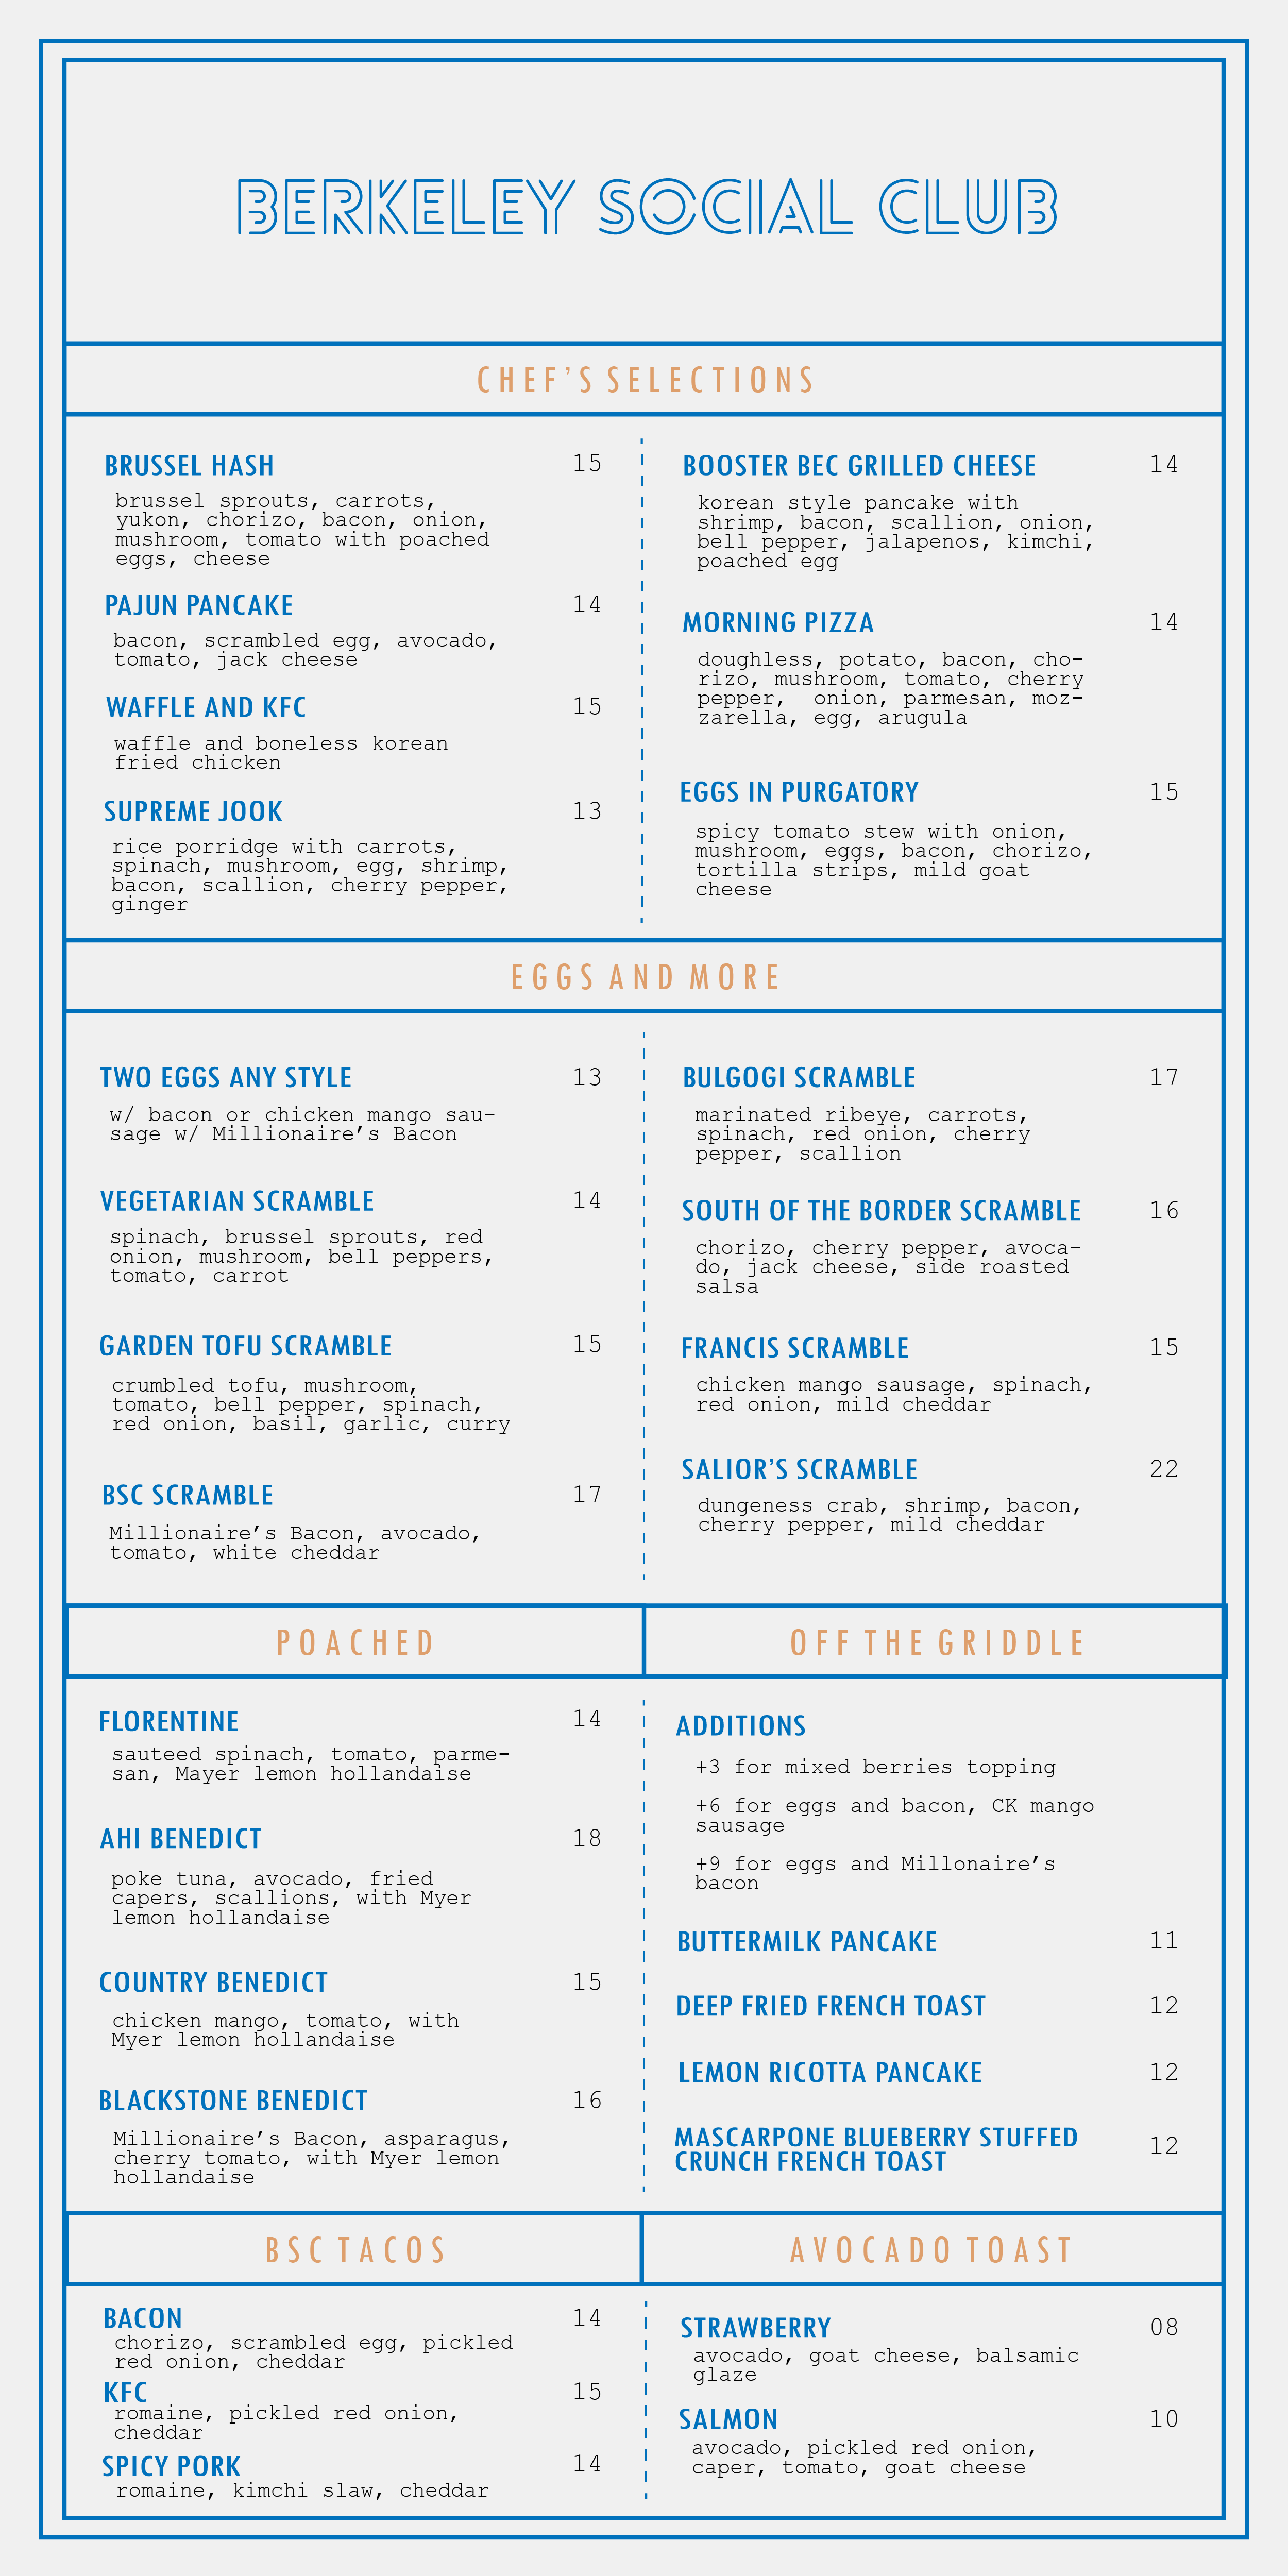 BERKELEY SOCIAL CLUB
CHEF'S SELECTIONS
BRUSSEL HASH 15
brussel sprouts, carrots,
yukon, chorizo, bacon, onion,
mushroom, tomato with poached
eggs, cheese
PAJUN PANCAKE 14
bacon, scrambled egg, avocado,
tomato, jack cheese
WAFFLE AND KFC 15
waffle and boneless korean
fried chicken
SUPREME JOOK 13
rice porridge with carrots,
spinach, mushroom, egg, shrimp,
bacon, scallion, cherry pepper,
ginger
BOOSTER BEC GRILLED CHEESE 14
korean style pancake with
shrimp, bacon, scallion, onion,
bell pepper, jalapenos, kimchi,
poached egg
MORNING PIZZA 14
doughless, potato, bacon, cho-
rizo, mushroom, tomato, cherry
pepper, onion, parmesan, moz-
zarella, egg, arugula
EGGS IN PURGATORY 15
spicy tomato stew with onion,
mushroom, eggs, bacon, chorizo,
tortilla strips, mild goat
cheese
EGGS AND MORE
TWO EGGS ANY STYLE 13
w/ bacon or chicken mango sau-
sage w/ Millionaire's Bacon
VEGETARIAN SCRAMBLE 14
spinach, brussel sprouts, red
onion, mushroom, bell peppers,
tomato, carrot
GARDEN TOFU SCRAMBLE 15
crumbled tofu, mushroom,
tomato, bell pepper, spinach,
red onion, basil, garlic, curry
BSC SCRAMBLE 17
Millionaire's Bacon, avocado,
tomato, white cheddar
BULGOGI SCRAMBLE 17
marinated ribeye, carrots,
spinach, red onion, cherry
pepper, scallion
SOUTH OF THE BORDER SCRAMBLE 16
chorizo, cherry pepper, avoca-
do, jack cheese, side roasted
salsa
FRANCIS SCRAMBLE 15
chicken mango sausage, spinach,
red onion, mild cheddar
SALIOR'S SCRAMBLE 22
dungeness crab, shrimp, bacon,
cherry pepper, mild cheddar
POACHED
FLORENTINE 14
sauteed spinach, tomato, parme-
san, Mayer lemon hollandaise
AHI BENEDICT 18
poke tuna, avocado, fried
capers, scallions, with Myer
lemon hollandaise
COUNTRY BENEDICT 15
chicken mango, tomato, with
Myer lemon hollandaise
BLACKSTONE BENEDICT 16
Millionaire's Bacon, asparagus,
cherry tomato, with Myer lemon
hollandaise
OFF THE GRIDDLE
ADDITIONS
+3 for mixed berries topping
+6 for eggs and bacon, CK mango
sausage
+9 for eggs and Millonaire's
bacon
BUTTERMILK PANCAKE 11
DEEP FRIED FRENCH TOAST 12
LEMON RICOTTA PANCAKE 12
MASCARPONE BLUEBERRY STUFFED
CRUNCH FRENCH TOAST 12
BSC TACOS
BACON 14
chorizo, scrambled egg, pickled
red onion, cheddar
KFC 15
romaine, pickled red onion,
cheddar
SPICY PORK 14
romaine, kimchi slaw, cheddar
AVOCADO TOAST
STRAWBERRY 08
avocado, goat cheese, balsamic
glaze
SALMON 10
avocado, pickled red onion,
caper, tomato, goat cheese